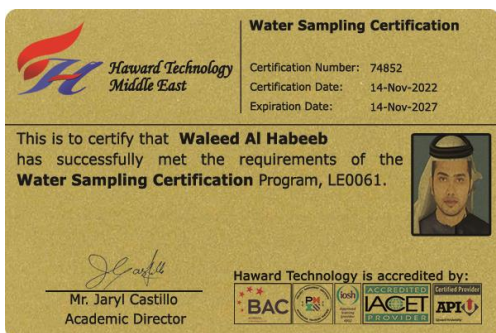 Haward Technology
Middle East
Water Sampling Certification
Certification Number: 74852
Certification Date: 14-Nov-2022
Expiration Date: 14-Nov-2027
This is to certify that Waleed Al Habeeb
has successfully met the requirements of the
Water Sampling Certification Program, LE0061.
Mr. Jaryl Castillo
Academic Director
Haward Technology is accredited by:
BAC
iosh
ACCREDITED
IACET
PROVIDER
Certified Provider
API